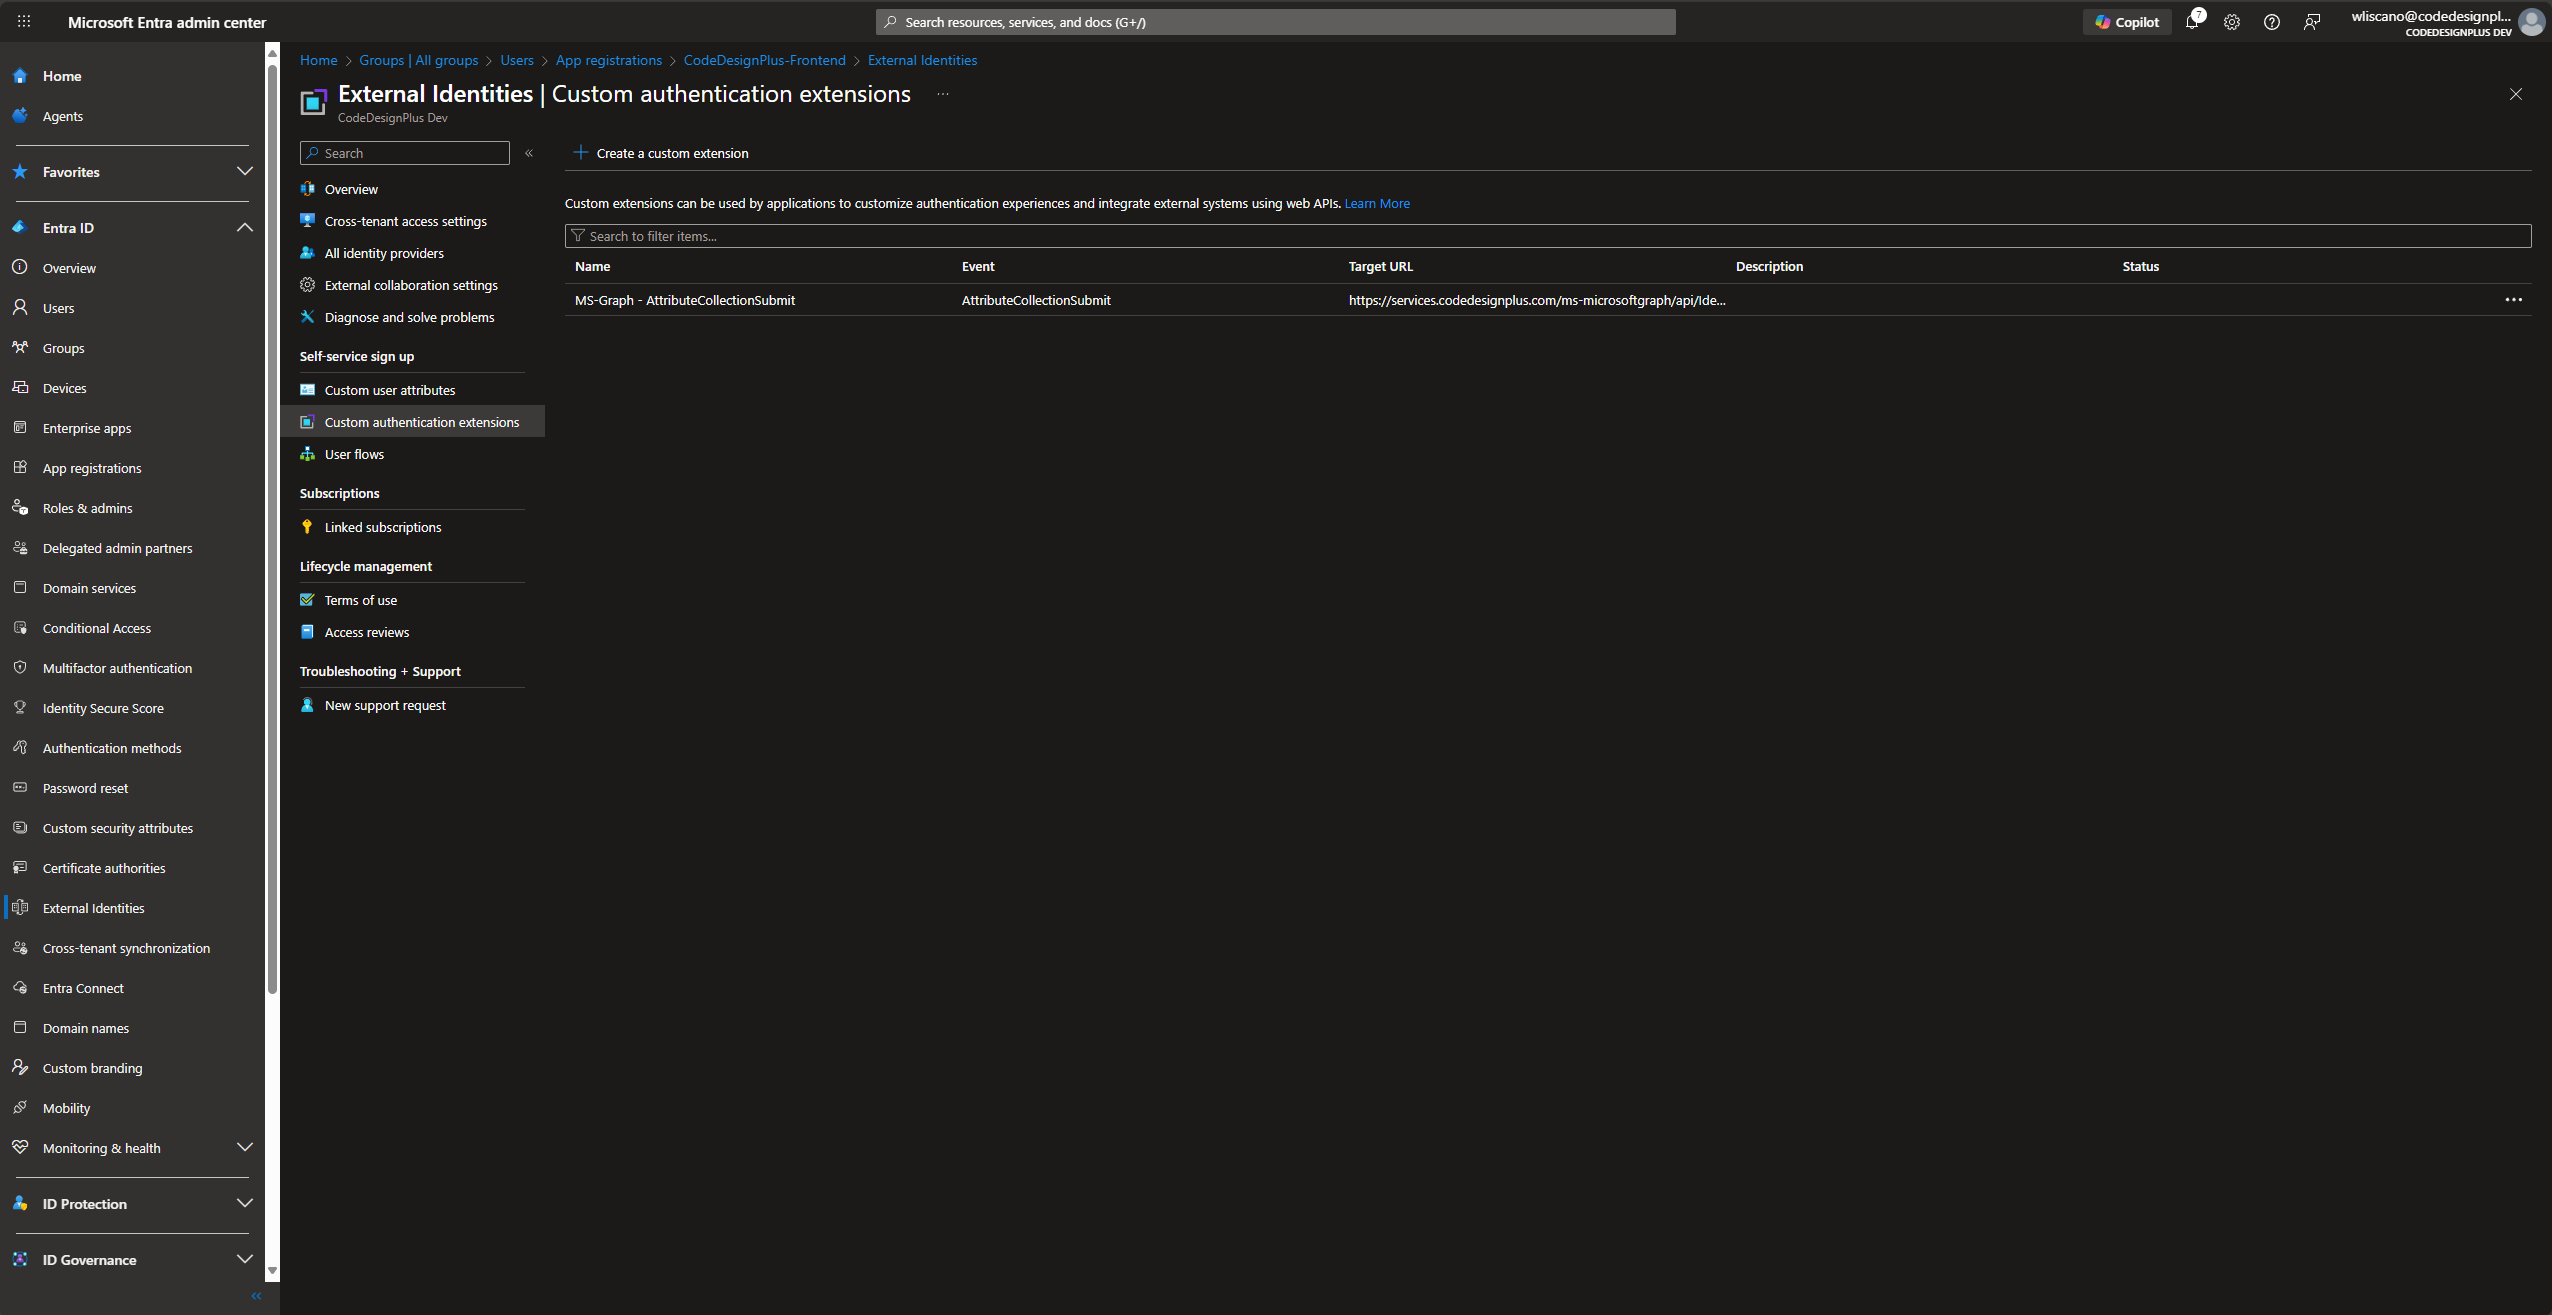 Microsoft Entra admin center
Search resources, services, and docs (G+/)
Copilot
7
wliscano@codedesignpl...
CODEDESIGNPLUS DEV
Home
Agents
Favorites
Entra ID
Overview
Users
Groups
Devices
Enterprise apps
App registrations
Roles & admins
Delegated admin partners
Domain services
Conditional Access
Multifactor authentication
Identity Secure Score
Authentication methods
Password reset
Custom security attributes
Certificate authorities
External Identities
Cross-tenant synchronization
Entra Connect
Domain names
Custom branding
Mobility
Monitoring & health
ID Protection
ID Governance
Home > Groups | All groups > Users > App registrations > CodeDesignPlus-Frontend > External Identities
External Identities | Custom authentication extensions ...
CodeDesignPlus Dev
Search
Overview
Cross-tenant access settings
All identity providers
External collaboration settings
Diagnose and solve problems
Self-service sign up
Custom user attributes
Custom authentication extensions
User flows
Subscriptions
Linked subscriptions
Lifecycle management
Terms of use
Access reviews
Troubleshooting + Support
New support request
Create a custom extension
Custom extensions can be used by applications to customize authentication experiences and integrate external systems using web APIs. Learn More
Search to filter items...
Name Event Target URL Description Status
MS-Graph - AttributeCollectionSubmit AttributeCollectionSubmit https://services.codedesignplus.com/ms-microsoftgraph/api/Ide...